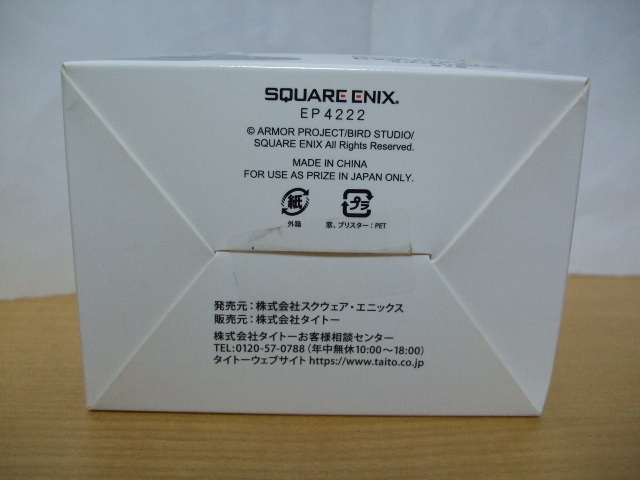 SQUARE ENIX®
EP4222
© ARMOR PROJECT/BIRD STUDIO/
SQUARE ENIX All Rights Reserved.
MADE IN CHINA
FOR USE AS PRIZE IN JAPAN ONLY.
紙 プラ
外箱 窓、ブリスター：PET
発売元：株式会社スクウェア・エニックス
販売元：株式会社タイトー
株式会社タイトーお客様相談センター
TEL:0120-57-0788（年中無休10:00～18:00）
タイトーウェブサイト https://www.taito.co.jp